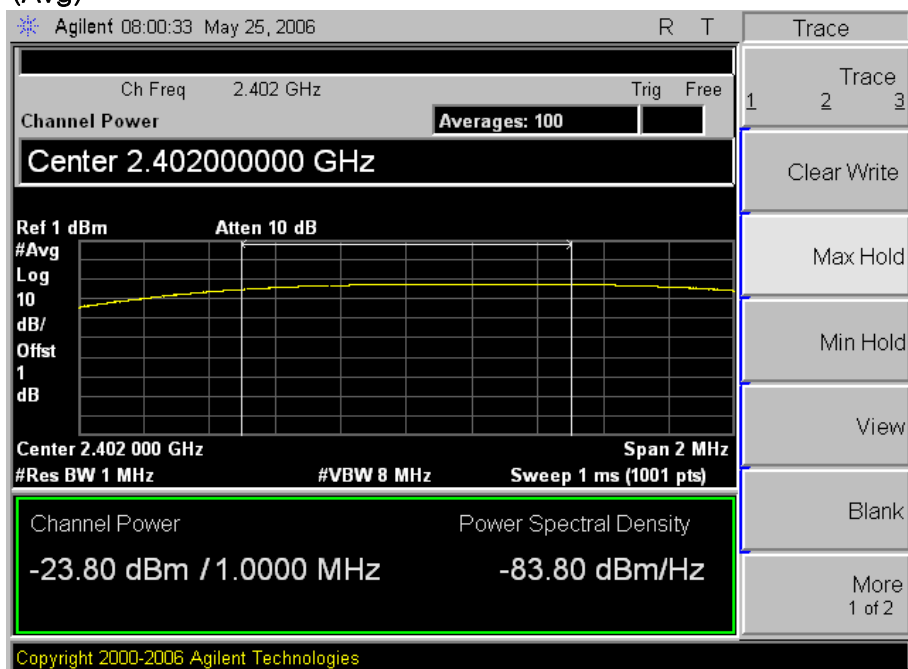 (Avg)
Agilent 08:00:33 May 25, 2006 R T
Trace
Ch Freq 2.402 GHz Trig Free
Channel Power Averages: 100
Center 2.402000000 GHz
Ref 1 dBm Atten 10 dB
#Avg
Log
10
dB/
Offst
1
dB
Center 2.402 000 GHz Span 2 MHz
#Res BW 1 MHz #VBW 8 MHz Sweep 1 ms (1001 pts)
Channel Power Power Spectral Density
-23.80 dBm / 1.0000 MHz -83.80 dBm/Hz
Copyright 2000-2006 Agilent Technologies
Trace
1 2 3
Clear Write
Max Hold
Min Hold
View
Blank
More
1 of 2